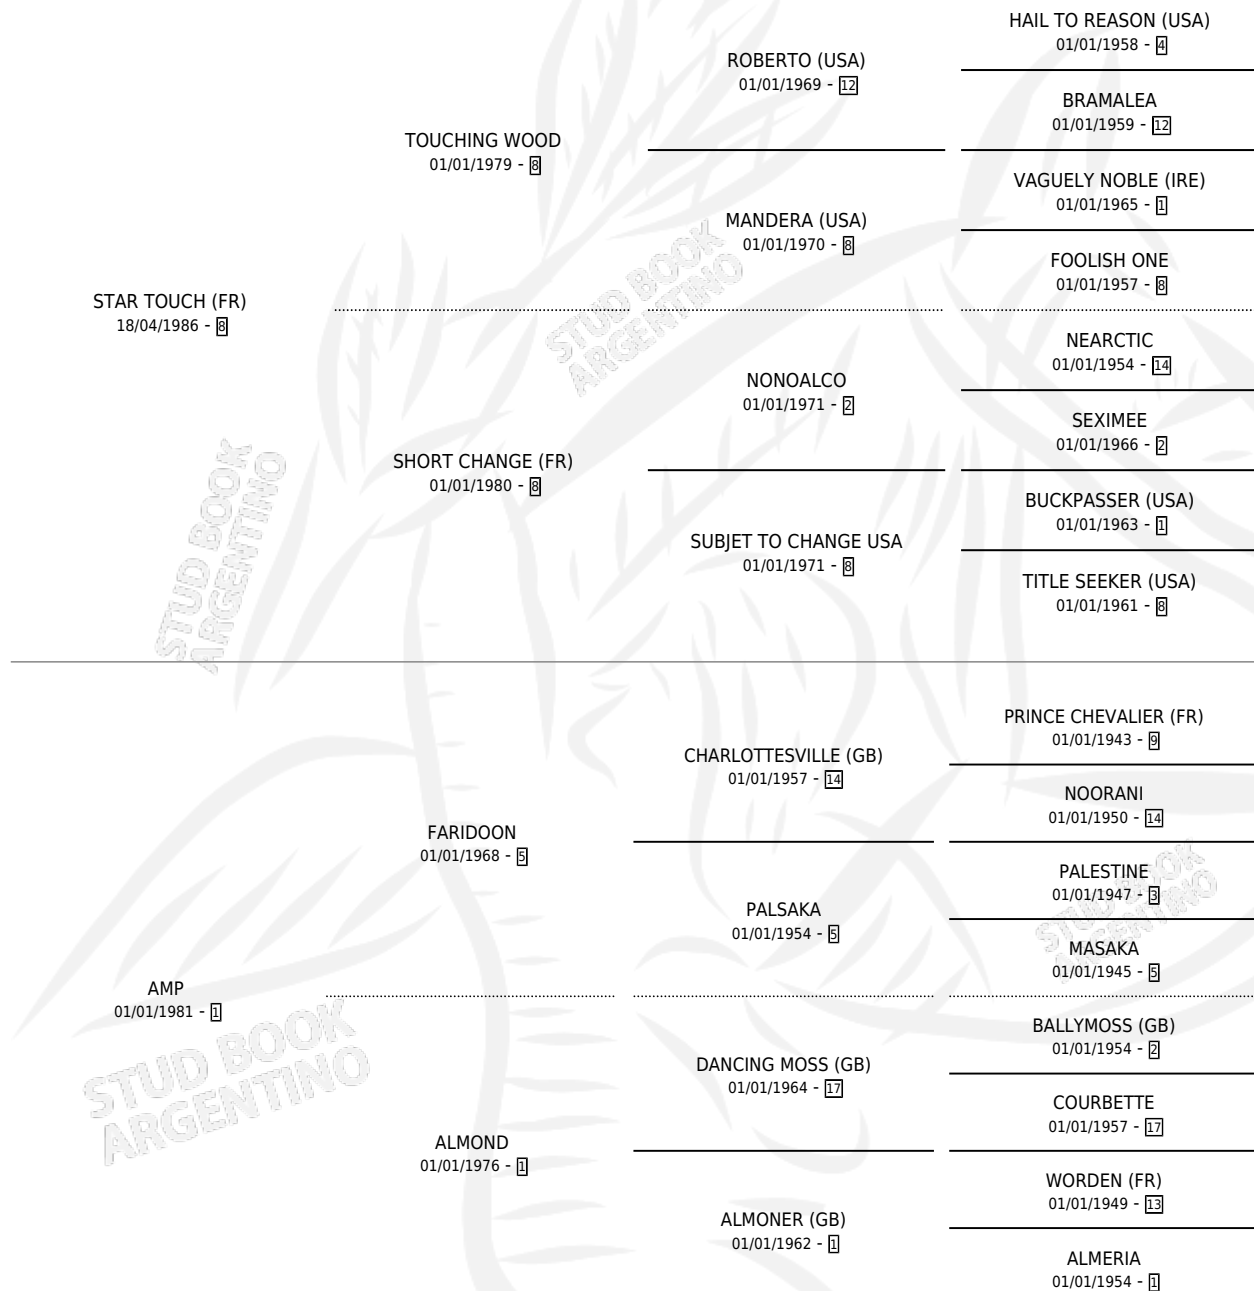 HAIL TO REASON (USA)
01/01/1958 - 4
ROBERTO (USA)
01/01/1969 - 12
BRAMALEA
01/01/1959 - 12
TOUCHING WOOD
01/01/1979 - 8
VAGUELY NOBLE (IRE)
01/01/1965 - 1
MANDERA (USA)
01/01/1970 - 8
FOOLISH ONE
01/01/1957 - 8
STAR TOUCH (FR)
18/04/1986 - 8
NEARCTIC
01/01/1954 - 14
NONOALCO
01/01/1971 - 2
SEXIMEE
01/01/1966 - 2
SHORT CHANGE (FR)
01/01/1980 - 8
BUCKPASSER (USA)
01/01/1963 - 1
SUBJET TO CHANGE USA
01/01/1971 - 8
TITLE SEEKER (USA)
01/01/1961 - 8
PRINCE CHEVALIER (FR)
01/01/1943 - 9
CHARLOTTESVILLE (GB)
01/01/1957 - 14
NOORANI
01/01/1950 - 14
FARIDOON
01/01/1968 - 5
PALESTINE
01/01/1947 - 3
PALSAKA
01/01/1954 - 5
MASAKA
01/01/1945 - 5
AMP
01/01/1981 - 1
BALLYMOSS (GB)
01/01/1954 - 2
DANCING MOSS (GB)
01/01/1964 - 17
COURBETTE
01/01/1957 - 17
ALMOND
01/01/1976 - 1
WORDEN (FR)
01/01/1949 - 13
ALMONER (GB)
01/01/1962 - 1
ALMERIA
01/01/1954 - 1
STUD BOOK
ARGENTINO
STUD BOOK
ARGENTINO
STUD BOOK
ARGENTINO
STUD BOOK
ARGENTINO